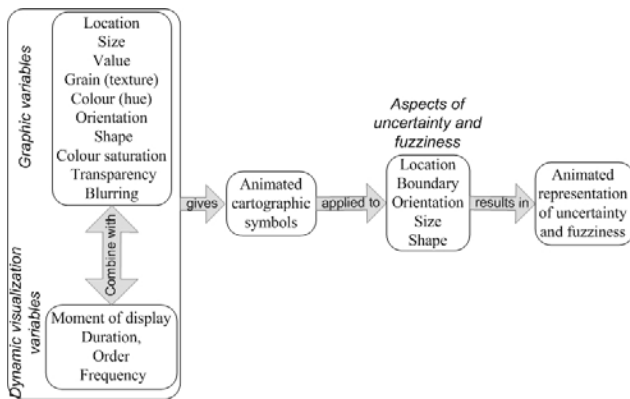 Graphic variables
Location
Size
Value
Grain (texture)
Colour (hue)
Orientation
Shape
Colour saturation
Transparency
Blurring
Combine with
Dynamic visualization
variables
Moment of display
Duration,
Order
Frequency
gives
Animated
cartographic
symbols
applied to
Aspects of
uncertainty and
fuzziness
Location
Boundary
Orientation
Size
Shape
results in
Animated
representation
of uncertainty
and fuzziness